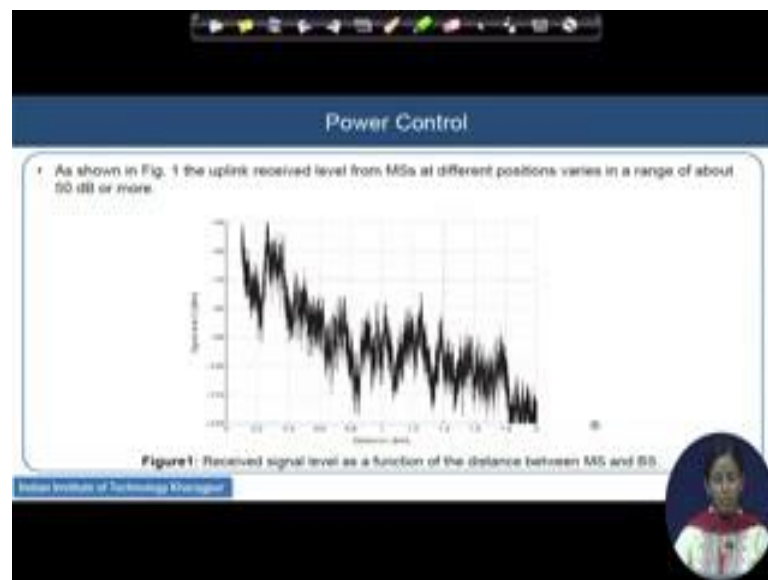 Power Control
• As shown in Fig. 1 the uplink received level from MSs at different positions varies in a range of about
50 dB or more.
Figure1: Received signal level as a function of the distance between MS and BS
Indian Institute of Technology Kharagpur